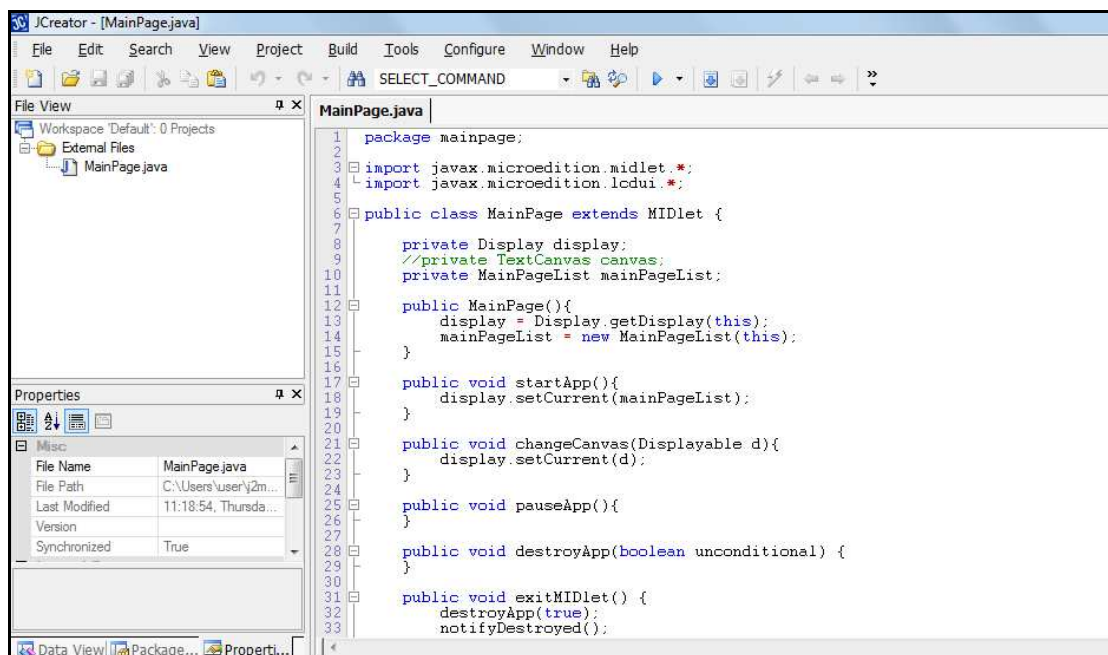 JCreator - [MainPage.java]
File Edit Search View Project Build Tools Configure Window Help
SELECT_COMMAND
File View
Workspace 'Default': 0 Projects
External Files
MainPage.java
Properties
Misc
File Name MainPage.java
File Path C:\Users\user\j2m...
Last Modified 11:18:54, Thursda...
Version
Synchronized True
Data View Package... Properti...
MainPage.java
1 package mainpage;
2
3 import javax.microedition.midlet.*;
4 import javax.microedition.lcdui.*;
5
6 public class MainPage extends MIDlet {
7
8 private Display display;
9 //private TextCanvas canvas;
10 private MainPageList mainPageList;
11
12 public MainPage(){
13 display = Display.getDisplay(this);
14 mainPageList = new MainPageList(this);
15 }
16
17 public void startApp(){
18 display.setCurrent(mainPageList);
19 }
20
21 public void changeCanvas(Displayable d){
22 display.setCurrent(d);
23 }
24
25 public void pauseApp(){
26 }
27
28 public void destroyApp(boolean unconditional) {
29 }
30
31 public void exitMIDlet() {
32 destroyApp(true);
33 notifyDestroyed();